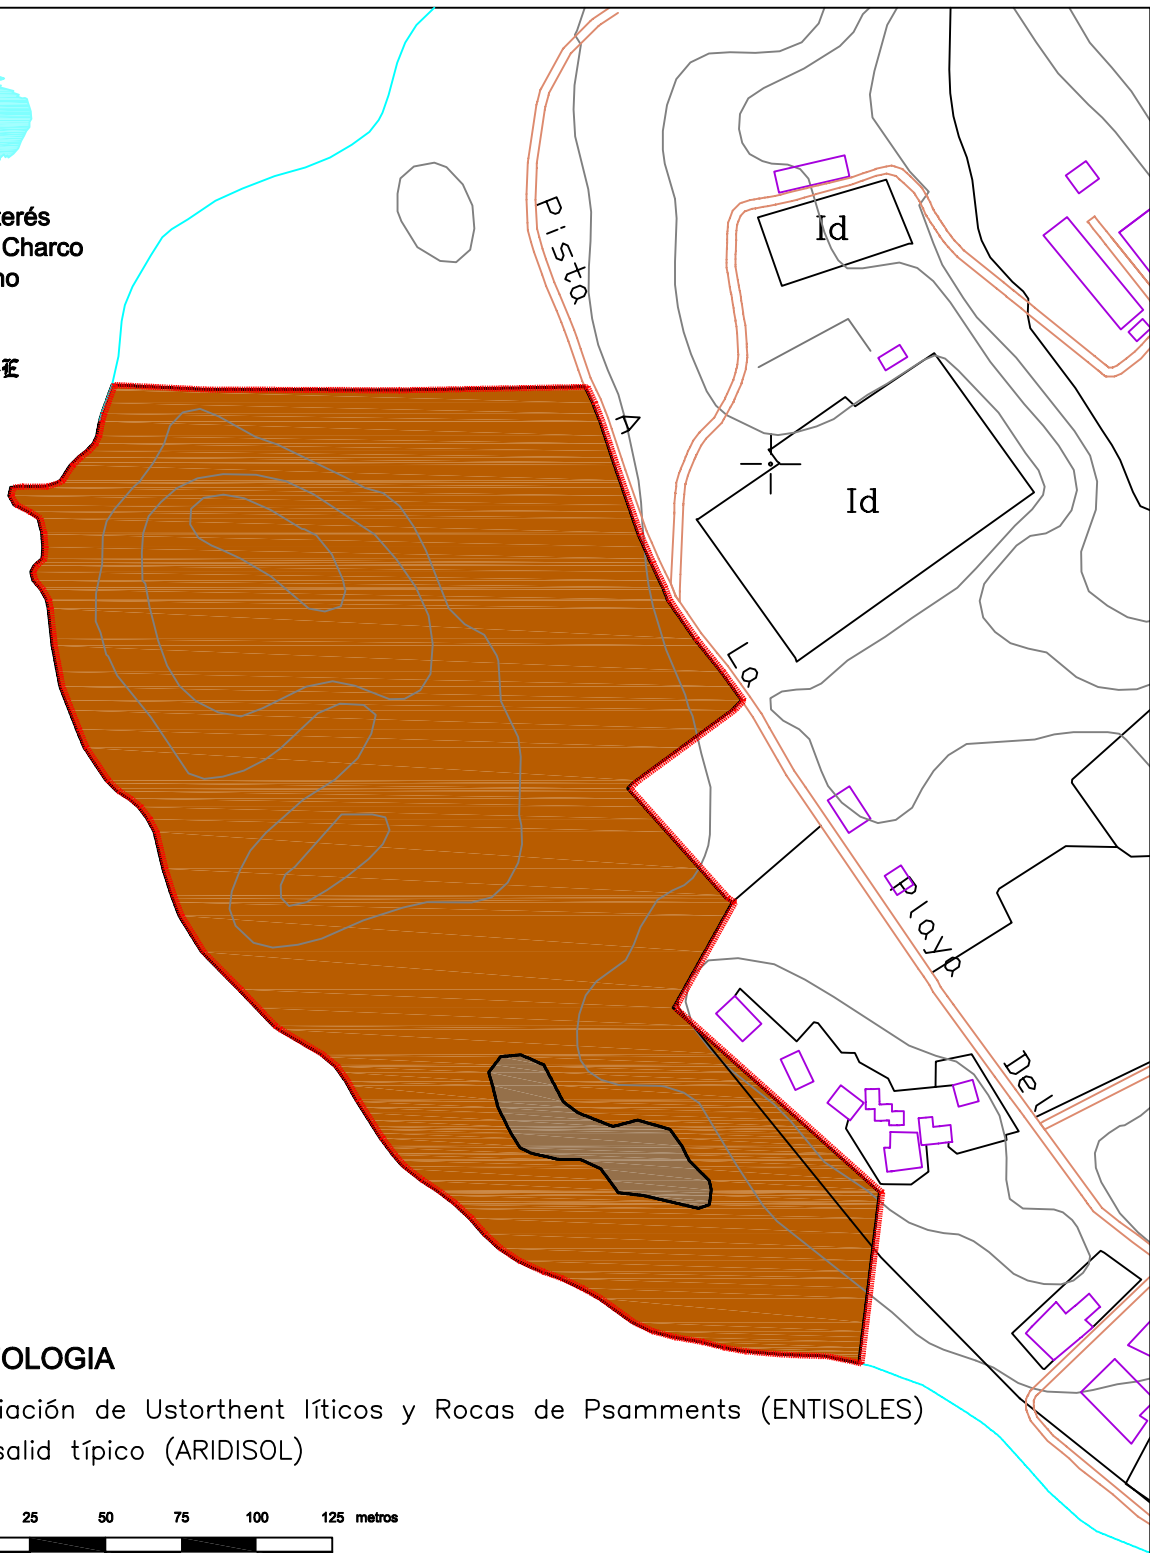 terés
Charco
no
E
Pista
A
La
Playa
Del
Id
Id
OLOGIA
iación de Ustorthent líticos y Rocas de Psamments (ENTISOLES)
salid típico (ARIDISOL)
25 50 75 100 125 metros